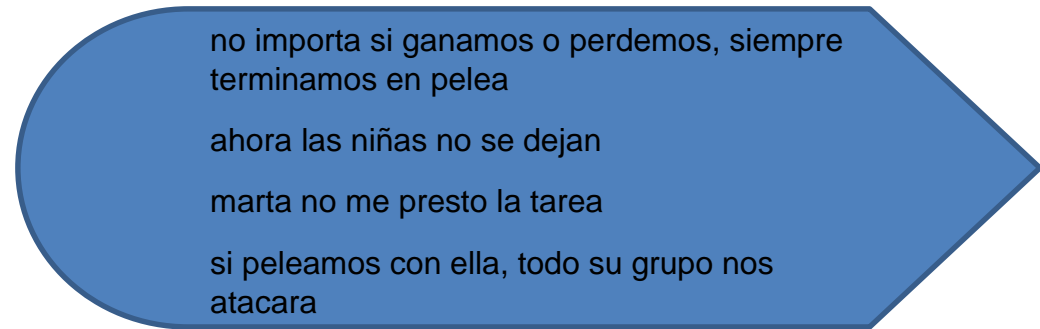 no importa si ganamos o perdemos, siempre
terminamos en pelea
ahora las niñas no se dejan
marta no me presto la tarea
si peleamos con ella, todo su grupo nos
atacara